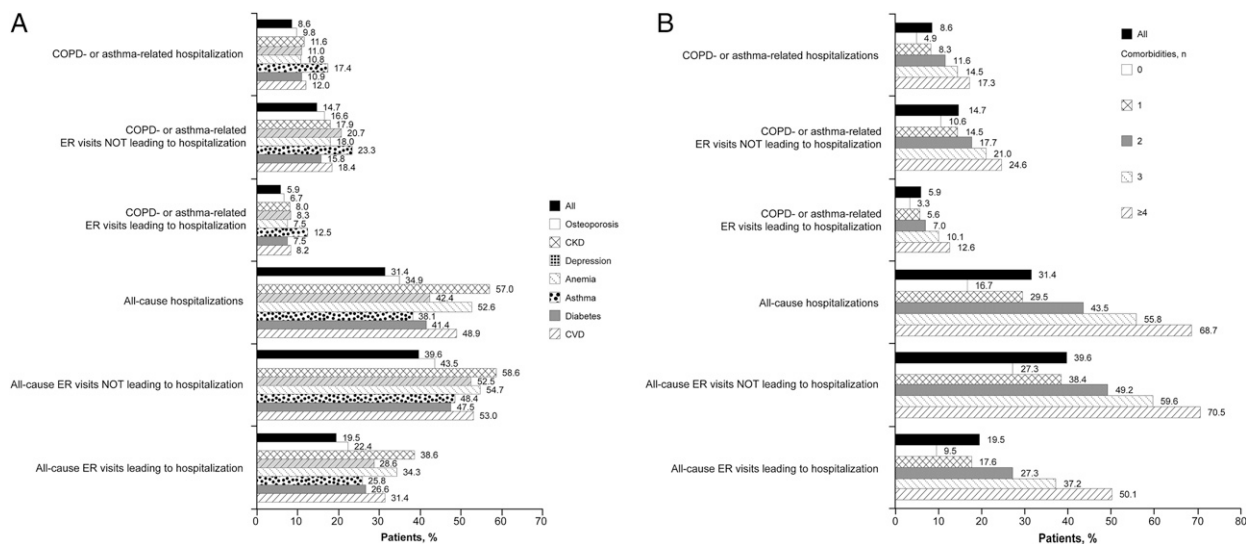 A
COPD- or asthma-related hospitalization
8.6
9.8
11.6
11.0
10.8
17.4
10.9
12.0
COPD- or asthma-related
ER visits NOT leading to hospitalization
14.7
16.6
17.9
20.7
18.0
23.3
15.8
18.4
COPD- or asthma-related
ER visits leading to hospitalization
5.9
6.7
8.0
8.3
7.5
12.5
7.5
8.2
All-cause hospitalizations
31.4
34.9
57.0
42.4
52.6
38.1
41.4
48.9
All-cause ER visits NOT leading to hospitalization
39.6
43.5
58.6
52.5
54.7
48.4
47.5
53.0
All-cause ER visits leading to hospitalization
19.5
22.4
38.6
28.6
34.3
25.8
26.6
31.4
0 10 20 30 40 50 60 70
Patients, %
All
Osteoporosis
CKD
Depression
Anemia
Asthma
Diabetes
CVD
B
COPD- or asthma-related hospitalizations
8.6
4.9
8.3
11.6
14.5
17.3
COPD- or asthma-related
ER visits NOT leading to hospitalization
14.7
10.6
14.5
17.7
21.0
24.6
COPD- or asthma-related
ER visits leading to hospitalization
5.9
3.3
5.6
7.0
10.1
12.6
All-cause hospitalizations
31.4
16.7
29.5
43.5
55.8
68.7
All-cause ER visits NOT leading to hospitalization
39.6
27.3
38.4
49.2
59.6
70.5
All-cause ER visits leading to hospitalization
19.5
9.5
17.6
27.3
37.2
50.1
0 10 20 30 40 50 60 70 80
Patients, %
All
Comorbidities, n
0
1
2
3
≥4